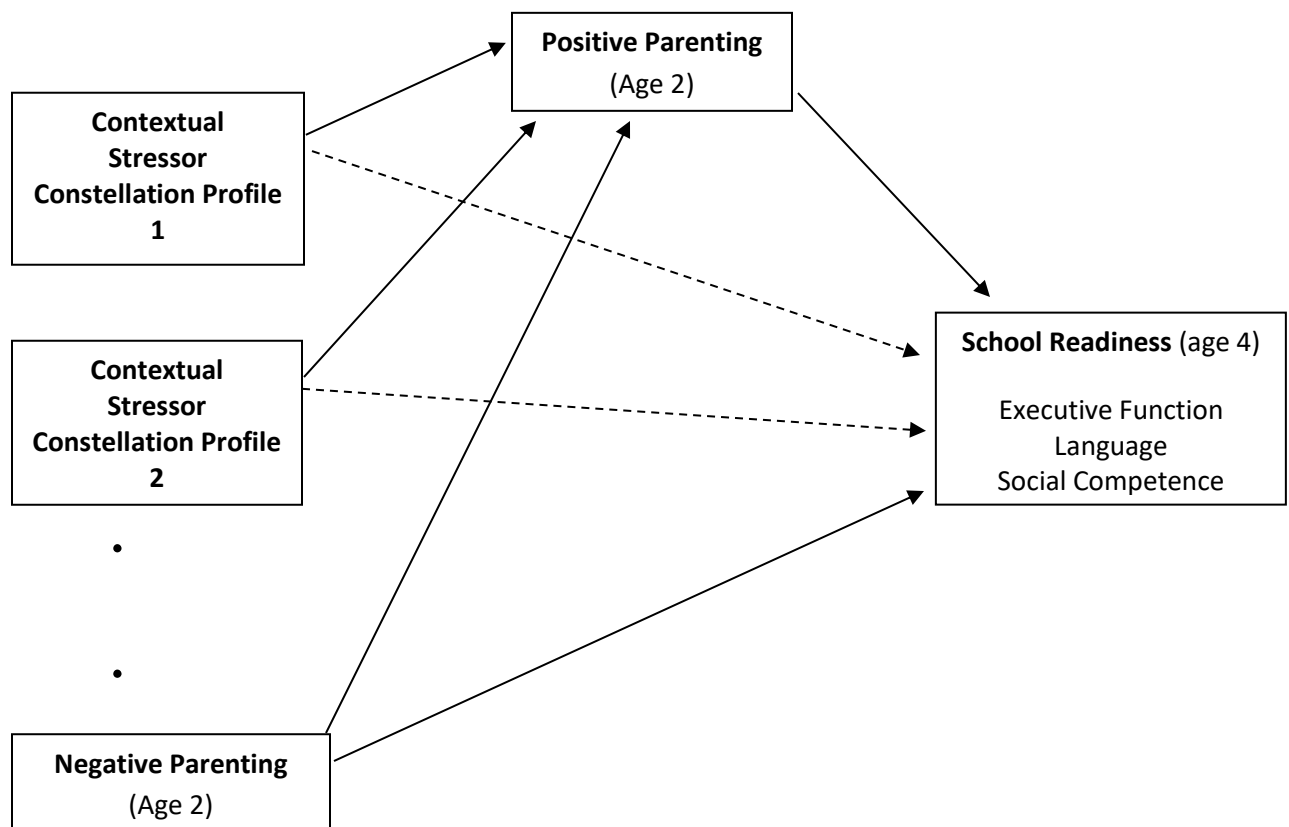 Positive Parenting
(Age 2)
Contextual
Stressor
Constellation Profile
1
Contextual
Stressor
Constellation Profile
2
School Readiness (age 4)
Executive Function
Language
Social Competence
•
•
Negative Parenting
(Age 2)